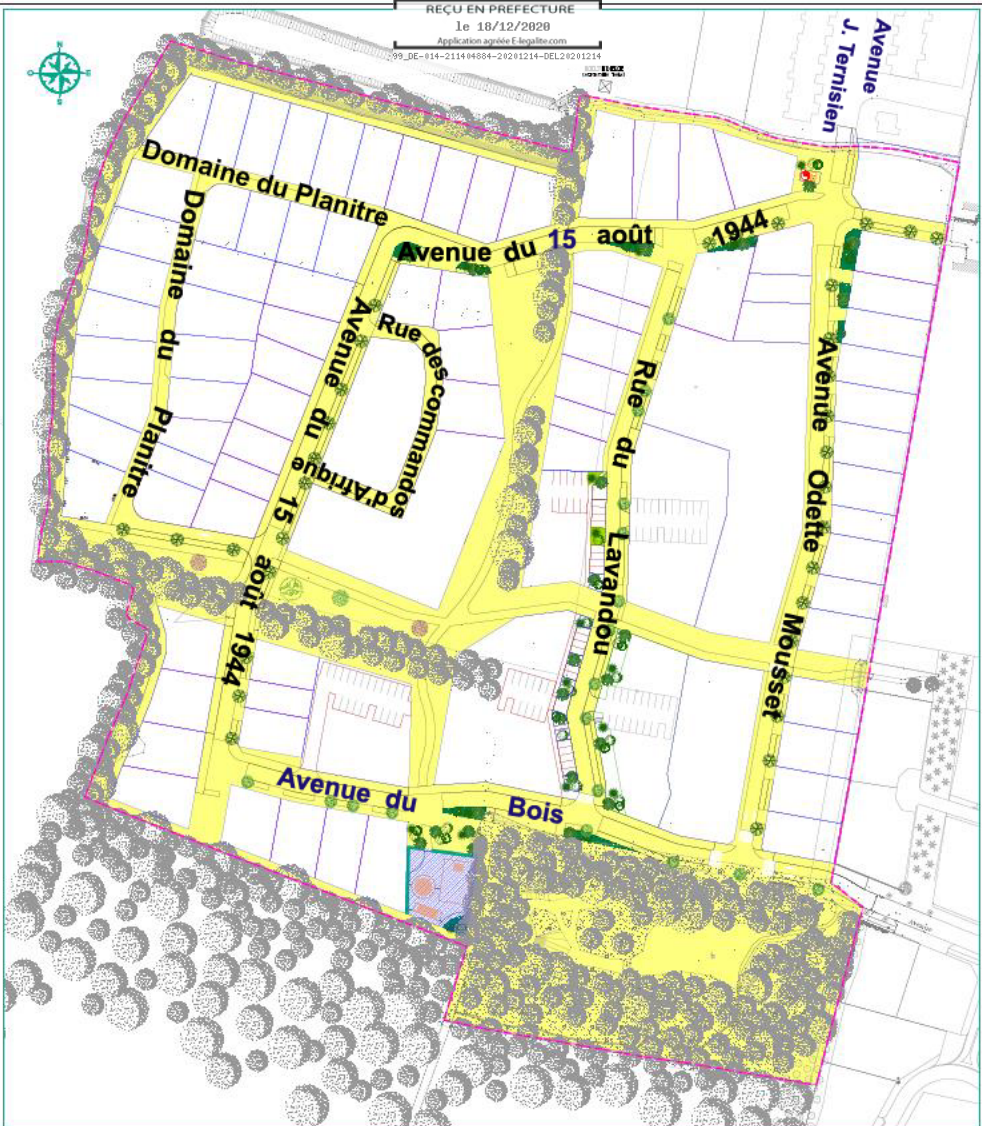 REÇU EN PREFECTURE
le 18/12/2020
Application agréée E-legalite.com
99_DE-014-211404884-20201214-DEL20201214
N
S
Avenue
J. Ternisien
Domaine du Planitre
Domaine du Planitre
Avenue du 15 août 1944
Avenue du 15 août 1944
Rue des commandos
d'Afrique
Rue du Lavandou
Avenue Odette Mousset
Avenue du Bois